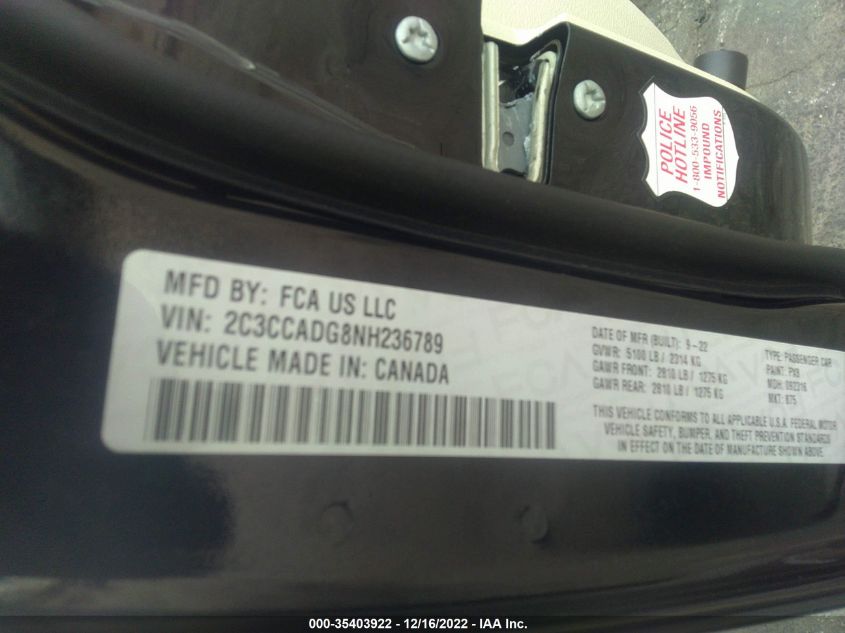 POLICE
HOTLINE
1-800-533-9056
IMPOUND
NOTIFICATIONS
MFD BY: FCA US LLC
VIN: 2C3CCADG8NH236789
VEHICLE MADE IN: CANADA
DATE OF MFR (BUILT): 9-22
GVWR: 5100 LB / 2314 KG
GAWR FRONT: 2810 LB / 1275 KG
GAWR REAR: 2810 LB / 1275 KG
TYPE: PASSENGER CAR
PAINT: PX8
MDH: 092316
MKT: 875
THIS VEHICLE CONFORMS TO ALL APPLICABLE U.S.A. FEDERAL MOTOR
VEHICLE SAFETY, BUMPER, AND THEFT PREVENTION STANDARDS
IN EFFECT ON THE DATE OF MANUFACTURE SHOWN ABOVE.
000-35403922 - 12/16/2022 - IAA Inc.